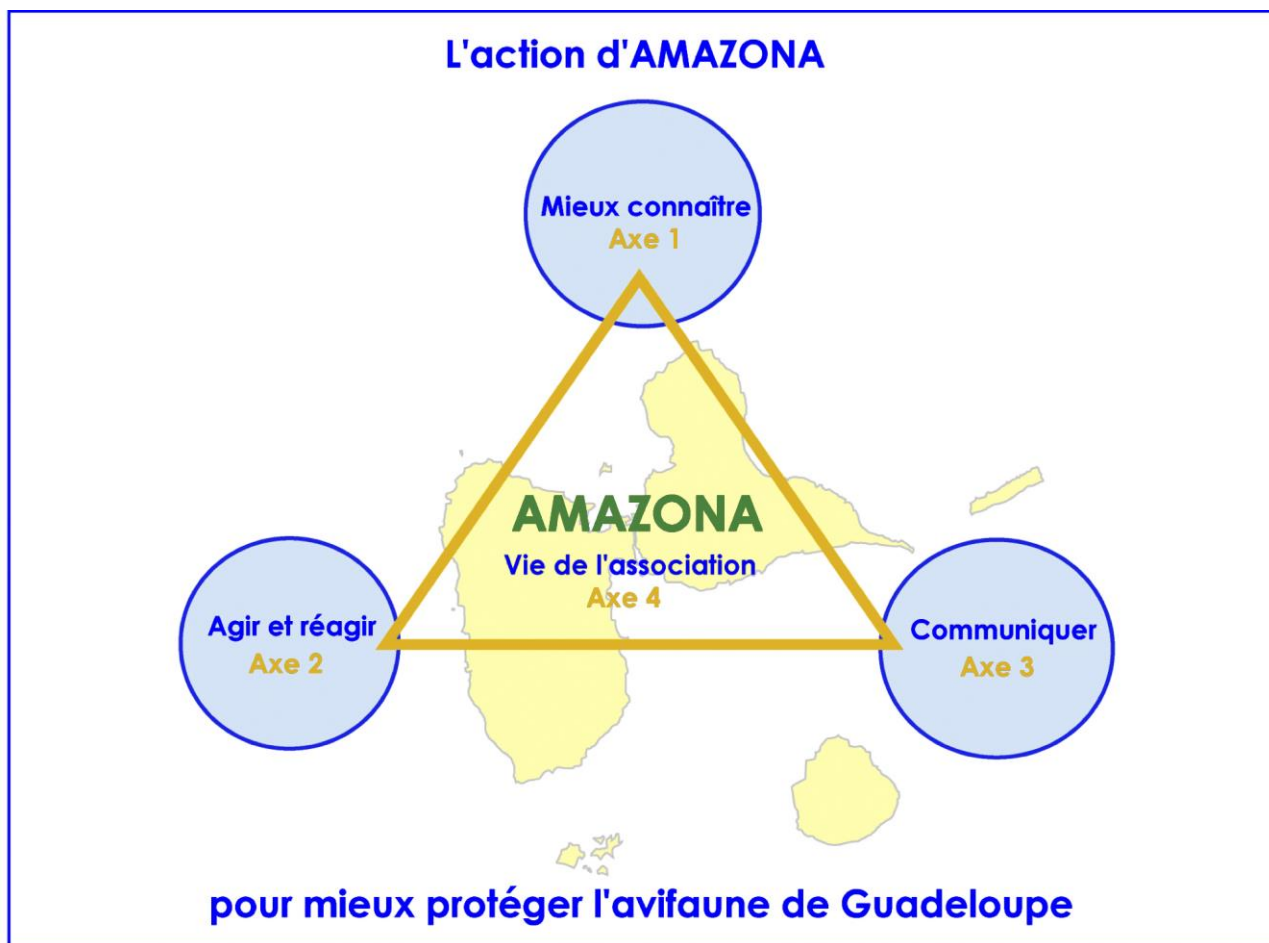 L'action d'AMAZONA
Mieux connaître
Axe 1
AMAZONA
Vie de l'association
Axe 4
Agir et réagir
Axe 2
Communiquer
Axe 3
pour mieux protéger l'avifaune de Guadeloupe